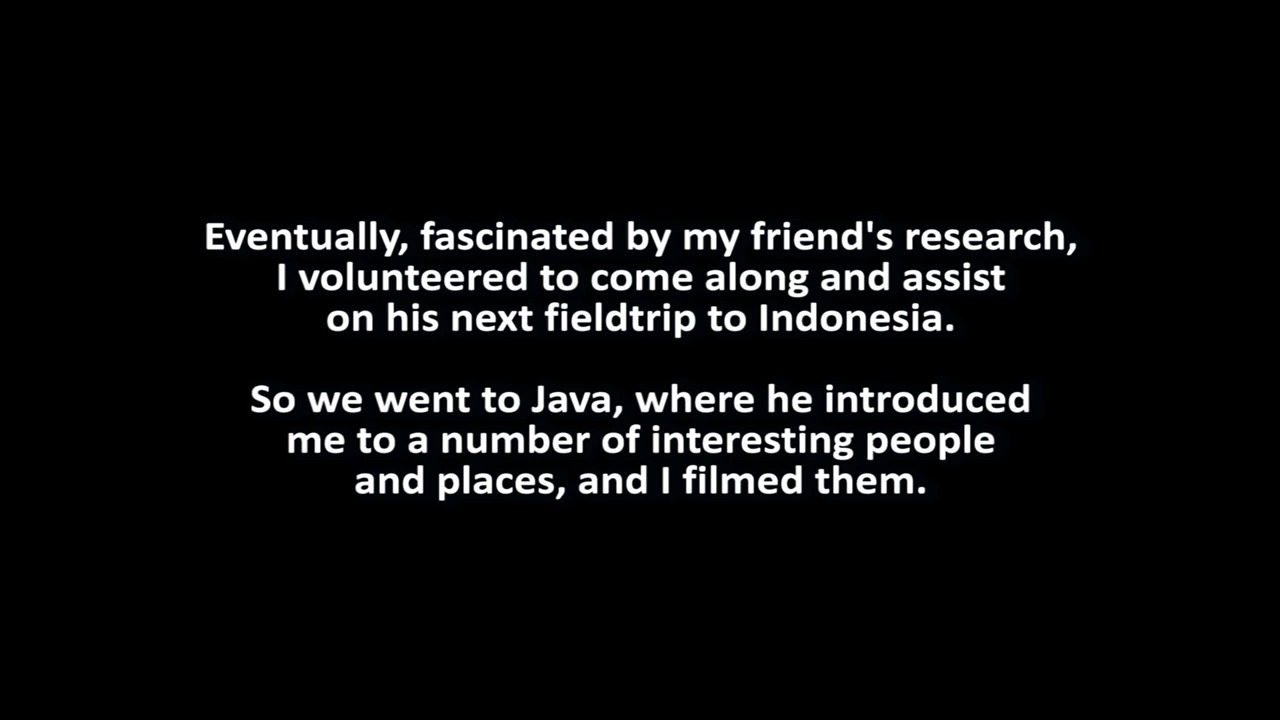 Eventually, fascinated by my friend's research,
I volunteered to come along and assist
on his next fieldtrip to Indonesia.
So we went to Java, where he introduced
me to a number of interesting people
and places, and I filmed them.